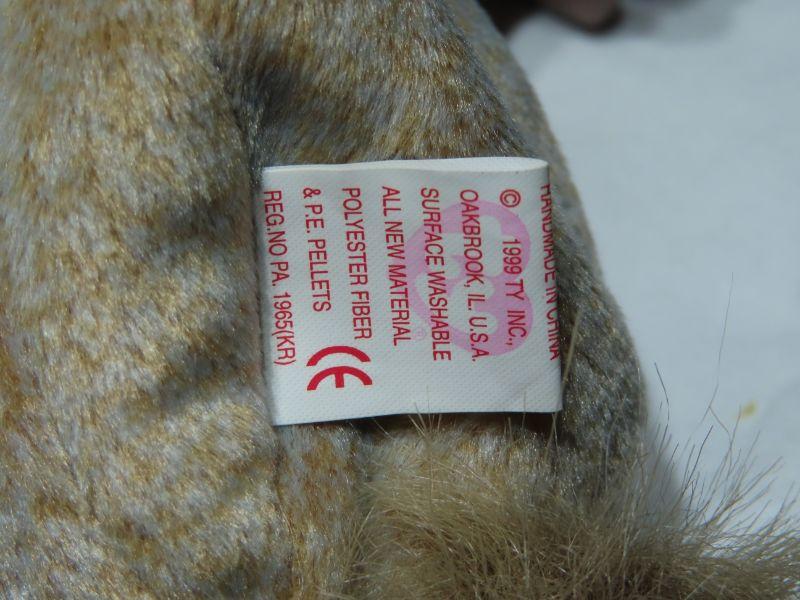 HANDMADE IN CHINA
© 1999 TY INC.,
OAKBROOK, IL. U.S.A.
SURFACE WASHABLE
ALL NEW MATERIAL
POLYESTER FIBER
& P.E. PELLETS
REG.NO PA. 1965(KR)
CE